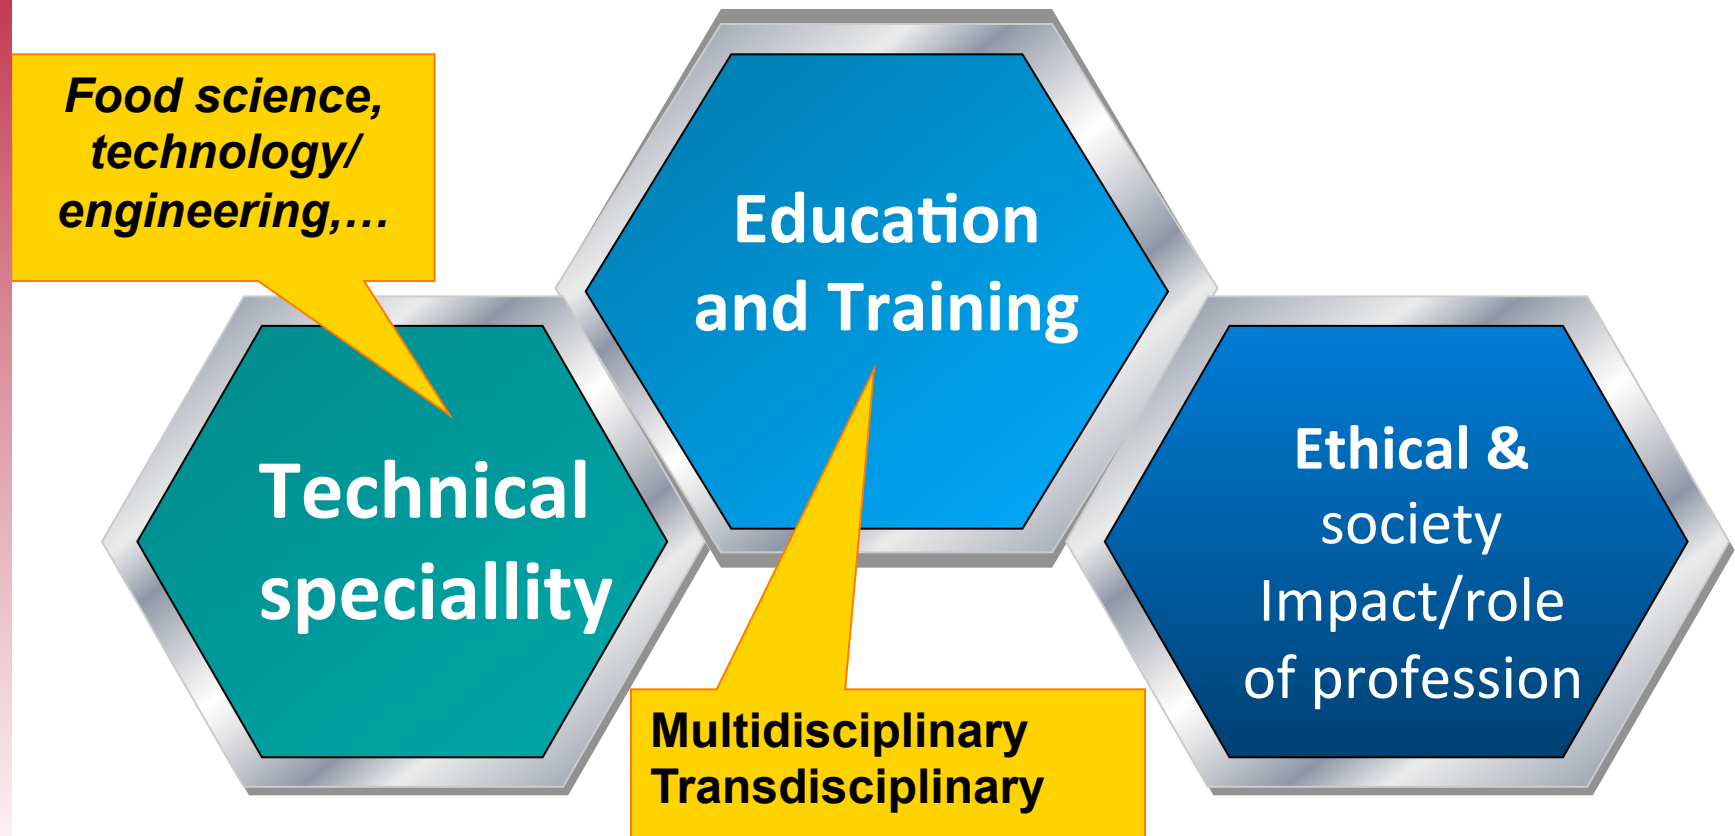 Food science,
technology/
engineering,…
Education
and Training
Technical
speciallity
Ethical &
society
Impact/role
of profession
Multidisciplinary
Transdisciplinary